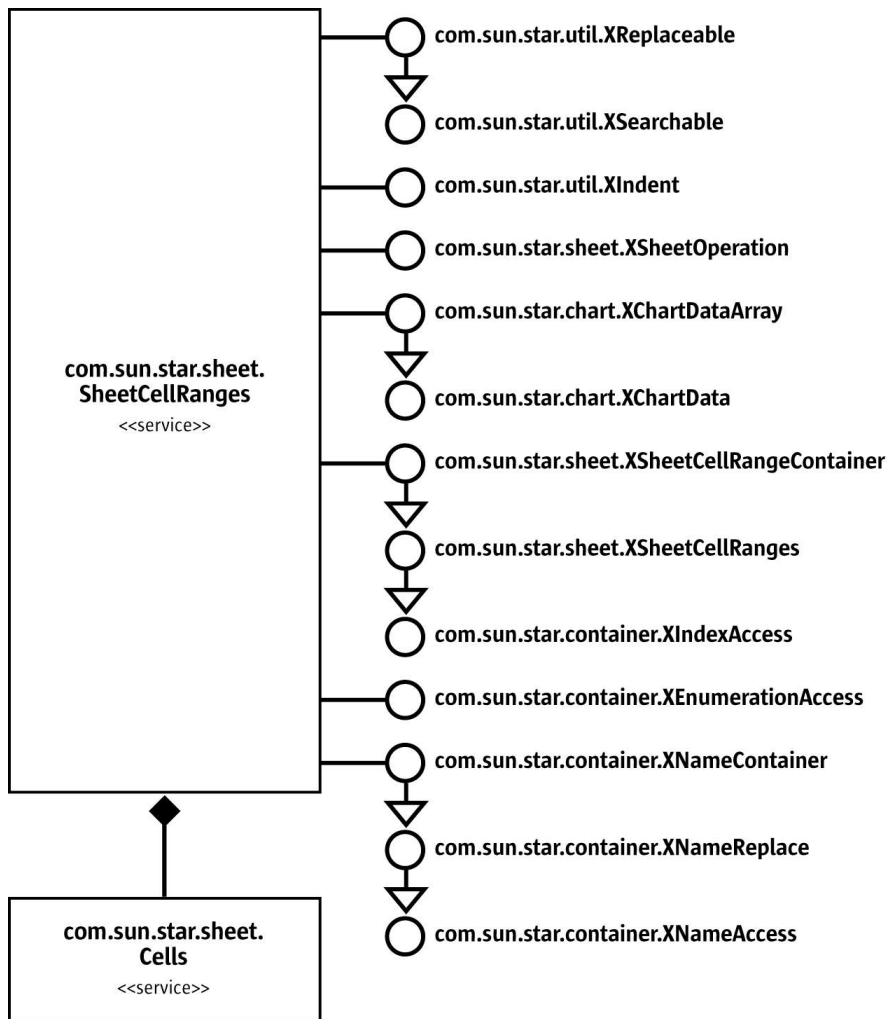 com.sun.star.sheet.
SheetCellRanges
<<service>>
com.sun.star.util.XReplaceable
com.sun.star.util.XSearchable
com.sun.star.util.XIndent
com.sun.star.sheet.XSheetOperation
com.sun.star.chart.XChartDataArray
com.sun.star.chart.XChartData
com.sun.star.sheet.XSheetCellRangeContainer
com.sun.star.sheet.XSheetCellRanges
com.sun.star.container.XIndexAccess
com.sun.star.container.XEnumerationAccess
com.sun.star.container.XNameContainer
com.sun.star.container.XNameReplace
com.sun.star.container.XNameAccess
com.sun.star.sheet.
Cells
<<service>>